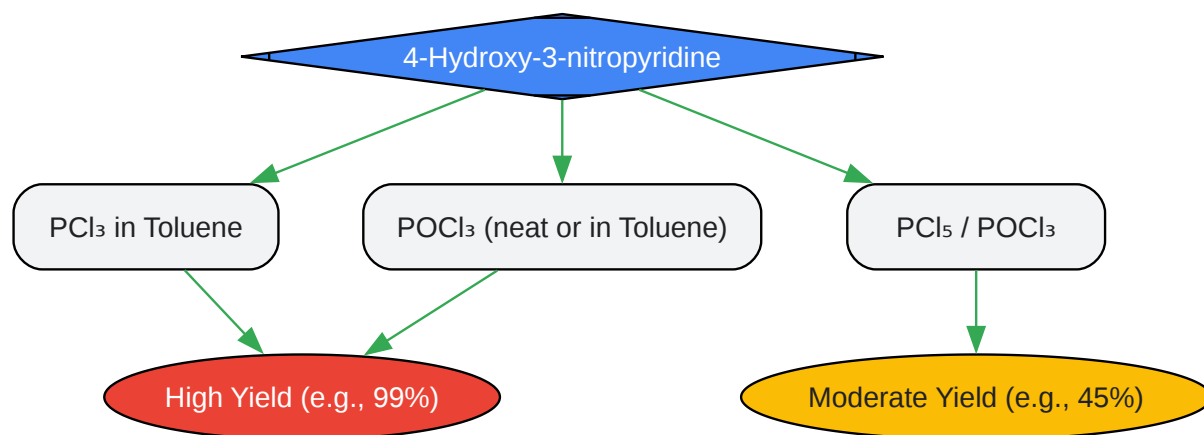 4-Hydroxy-3-nitropyridine
PCl₃ in Toluene
POCl₃ (neat or in Toluene)
PCl₅ / POCl₃
High Yield (e.g., 99%)
Moderate Yield (e.g., 45%)